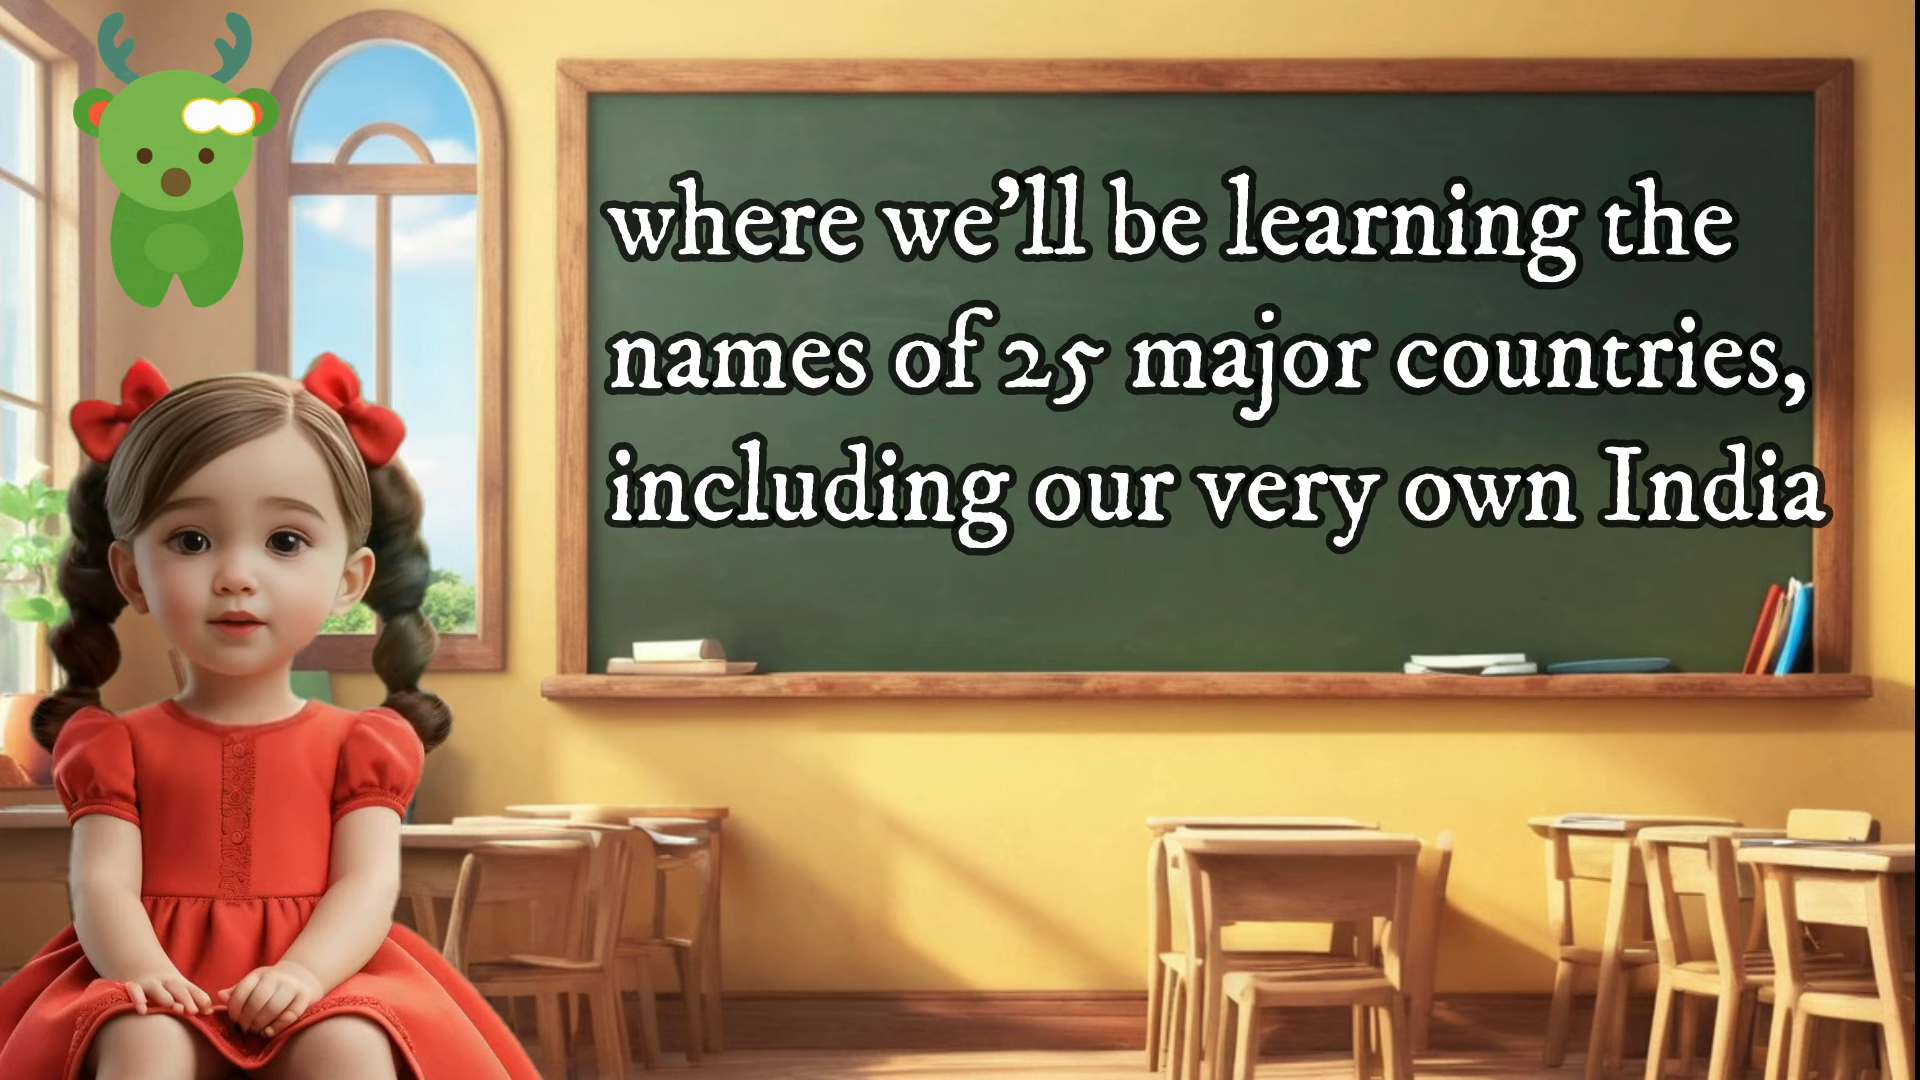 where we’ll be learning the
names of 25 major countries,
including our very own India